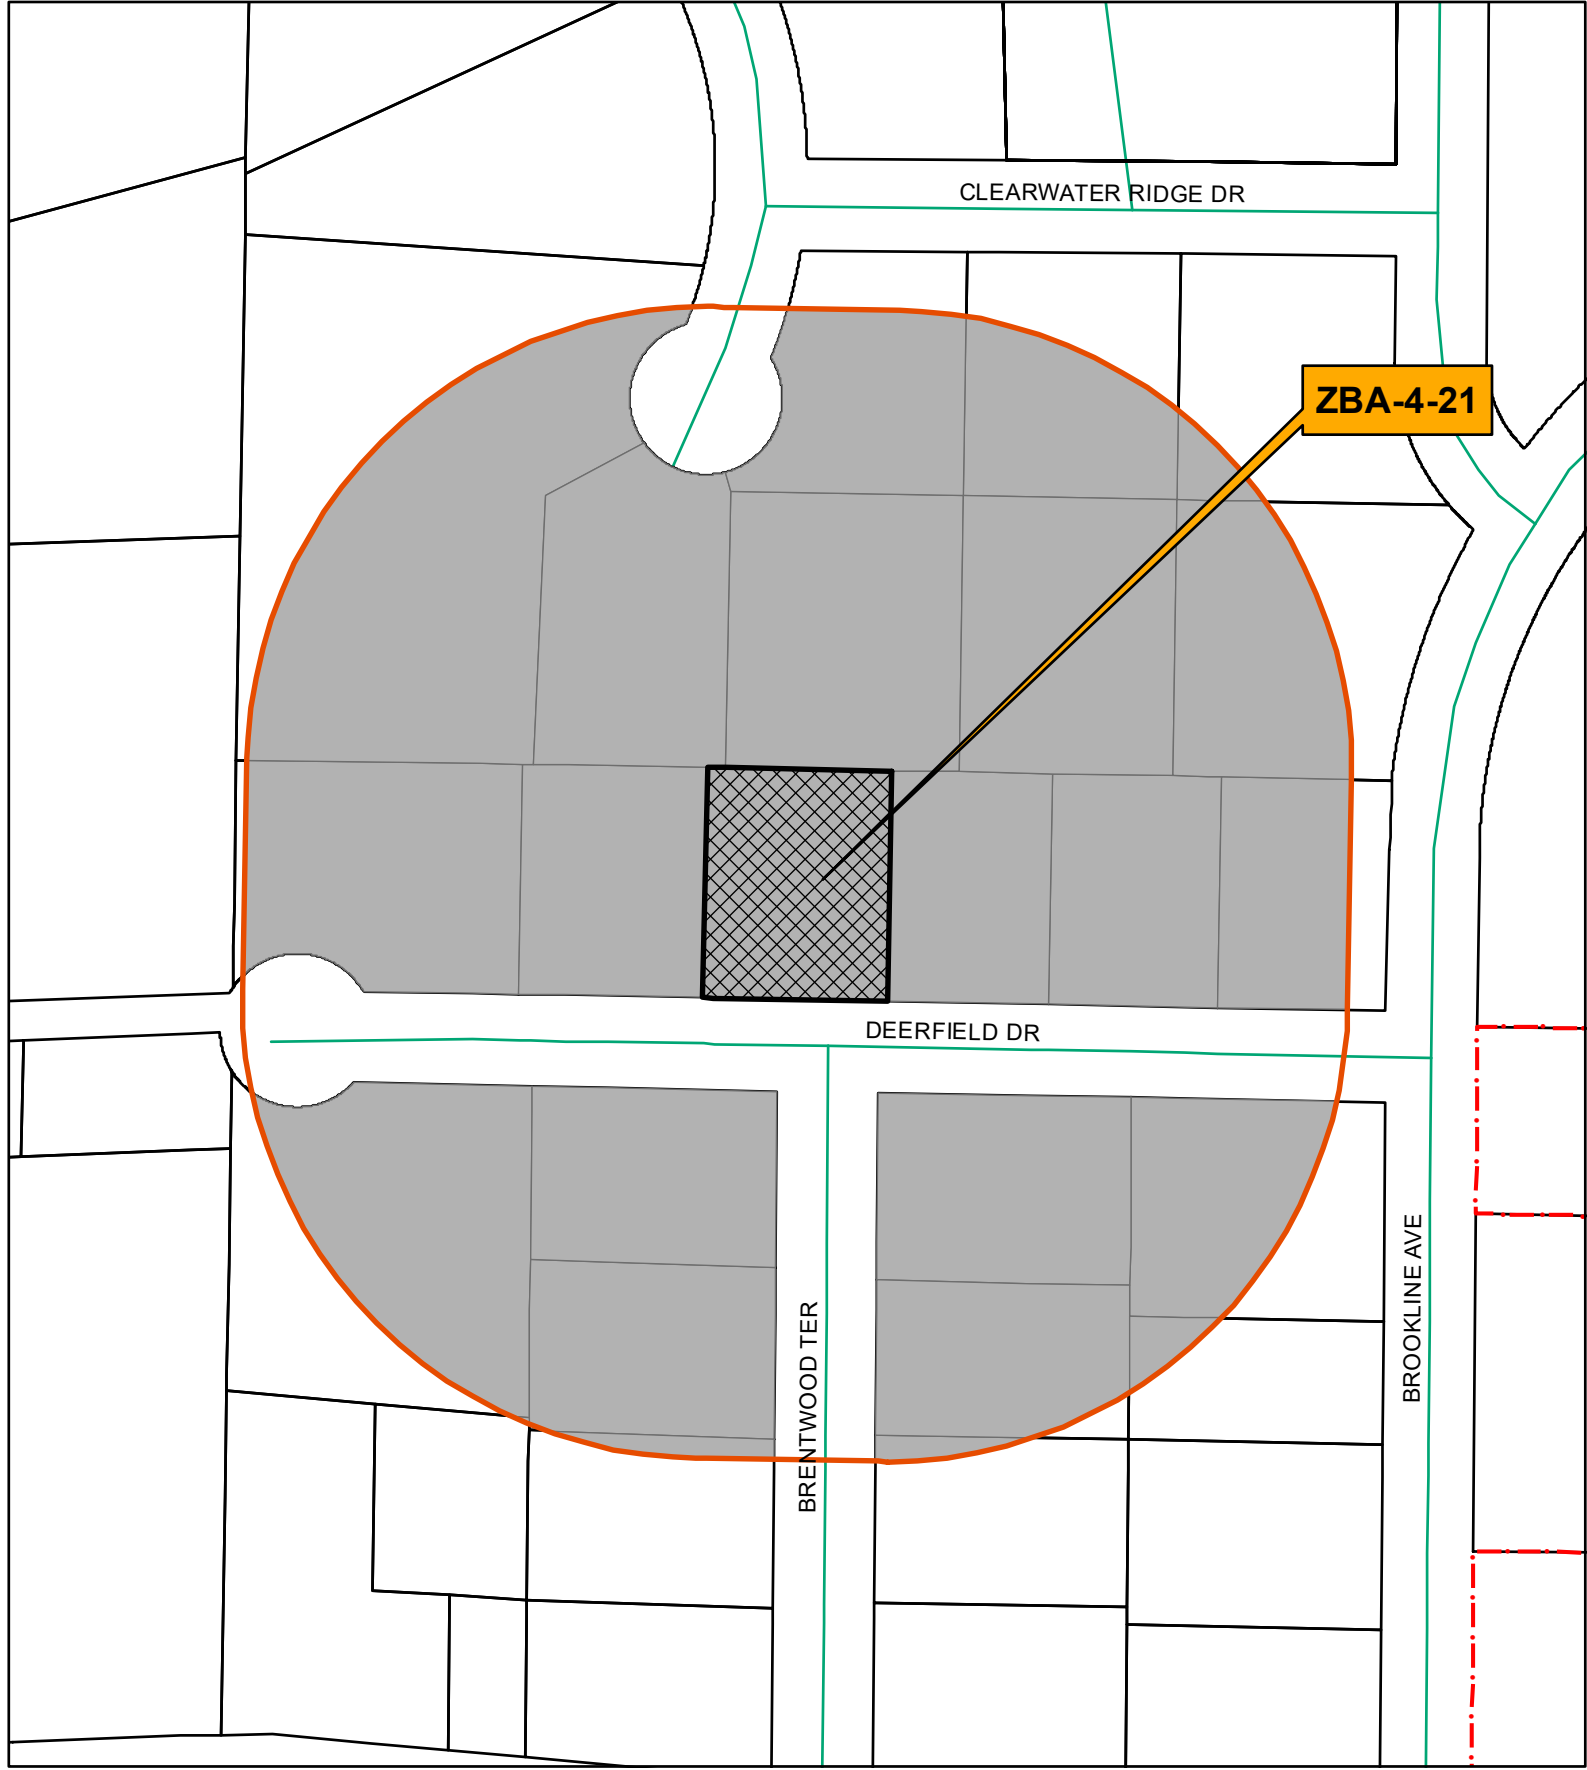 CLEARWATER RIDGE DR
ZBA-4-21
DEERFIELD DR
BRENTWOOD TER
BROOKLINE AVE